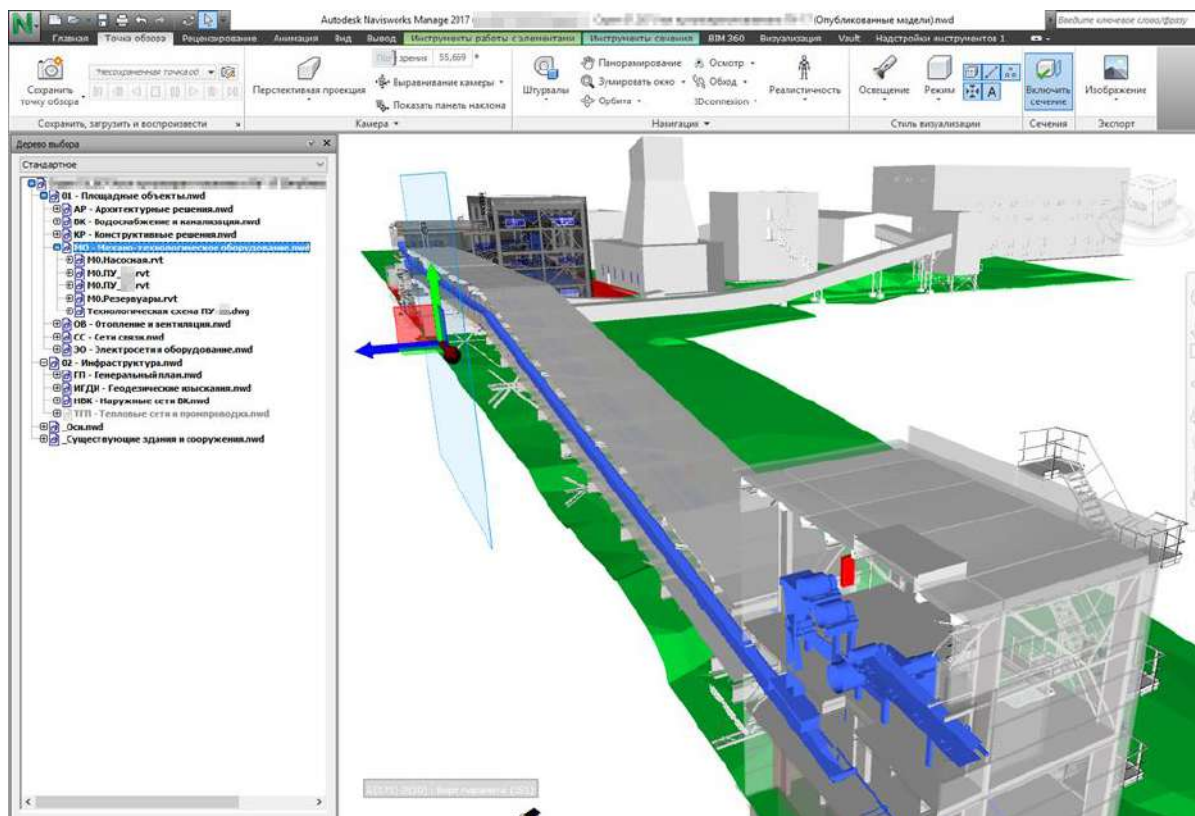 Autodesk Navisworks Manage 2017
(Опубликованные модели).nwd
Введите ключевое слово/фразу
Главная Точка обзора Рецензирование Анимация Вид Вывод Инструменты работы с элементами Инструменты сечения BIM 360 Визуализация Vault Надстройки инструментов 1
Сохранить точку обзора
Перспективная проекция
зрения 55,669 °
Выравнивание камеры
Показать панель наклона
Штурвалы
Панорамирование
Зумировать окно
Орбита
Осмотр
Обход
3Dconnexion
Реалистичность
Освещение
Режим
A
Включить сечение
Изображение
Сохранить, загрузить и воспроизвести
Камера
Навигация
Стиль визуализации
Сечения
Экспорт
Дерево выбора
Стандартное
01 - Площадные объекты.nwd
АР - Архитектурные решения.nwd
ВК - Водоснабжение и канализация.nwd
КР - Конструктивные решения.nwd
МО - Механо-технологическое оборудование.nwd
МО.Насосная.rvt
МО.ПУ_ rvt
МО.ПУ_ rvt
МО.Резервуары.rvt
Технологическая схема ПУ .dwg
ОВ - Отопление и вентиляция.nwd
СС - Сети связи.nwd
ЭО - Электросети и оборудование.nwd
02 - Инфраструктура.nwd
ГП - Генеральный план.nwd
ИГДИ - Геодезические изыскания.nwd
НВК - Наружные сети ВК.nwd
ТГП - Тепловые сети и промпроводка.nwd
_Оси.nwd
_Существующие здания и сооружения.nwd